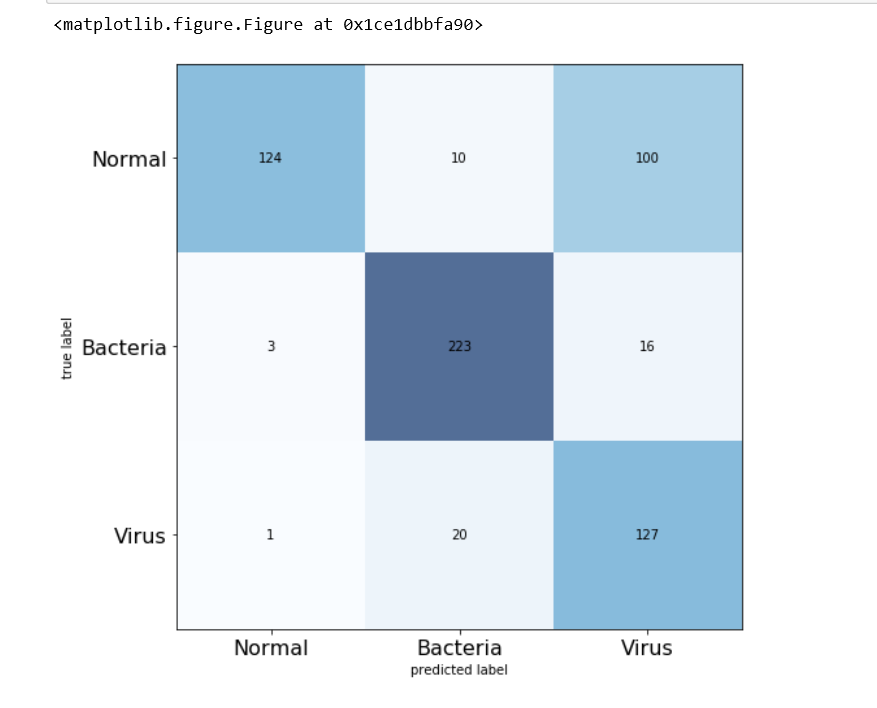 <matplotlib.figure.Figure at 0x1ce1dbbfa90>
Normal 124 10 100
true label
Bacteria 3 223 16
Virus 1 20 127
Normal Bacteria Virus
predicted label